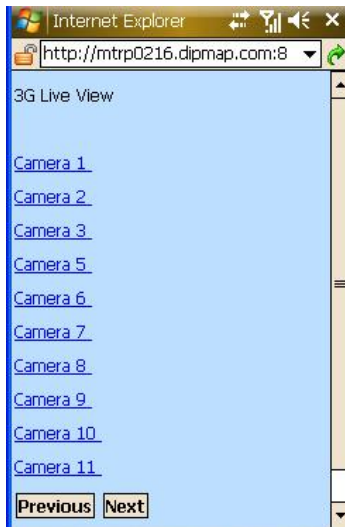 Internet Explorer
http://mtrp0216.dipmap.com:8
3G Live View
Camera 1
Camera 2
Camera 3
Camera 5
Camera 6
Camera 7
Camera 8
Camera 9
Camera 10
Camera 11
Previous Next